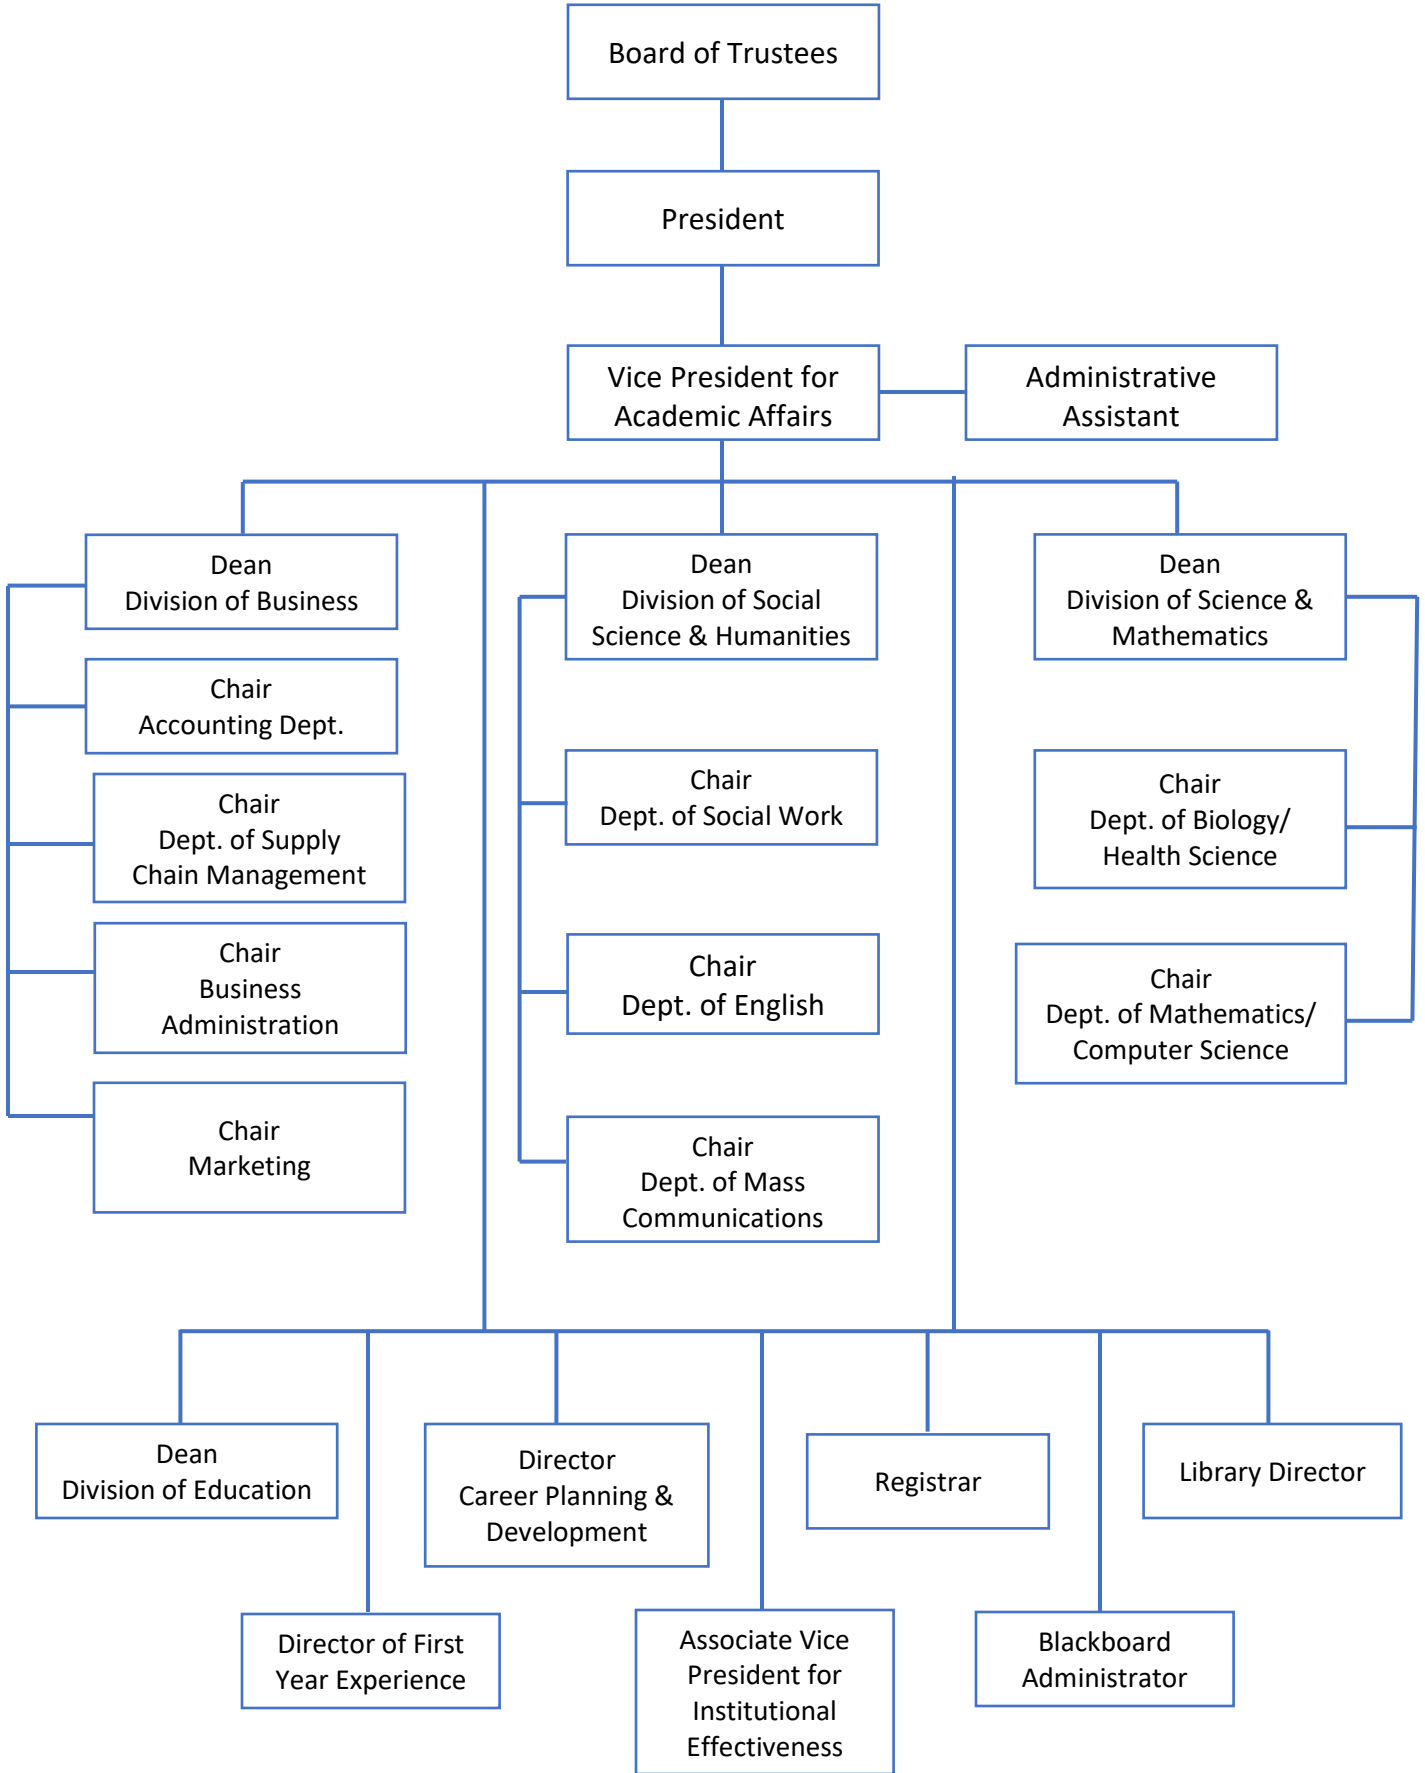 Board of Trustees
President
Vice President for
Academic Affairs
Administrative
Assistant
Dean
Division of Business
Chair
Accounting Dept.
Chair
Dept. of Supply
Chain Management
Chair
Business
Administration
Chair
Marketing
Dean
Division of Social
Science & Humanities
Chair
Dept. of Social Work
Chair
Dept. of English
Chair
Dept. of Mass
Communications
Dean
Division of Science &
Mathematics
Chair
Dept. of Biology/
Health Science
Chair
Dept. of Mathematics/
Computer Science
Dean
Division of Education
Director
Career Planning &
Development
Registrar
Library Director
Director of First
Year Experience
Associate Vice
President for
Institutional
Effectiveness
Blackboard
Administrator